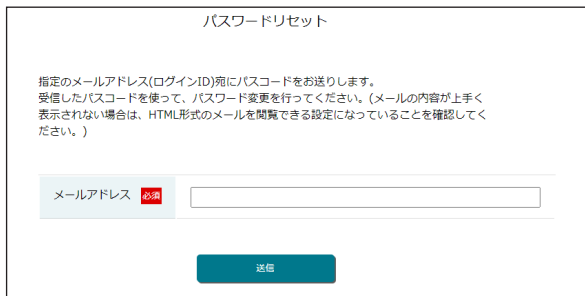 パスワードリセット
指定のメールアドレス(ログインID)宛にパスコードをお送りします。
受信したパスコードを使って、パスワード変更を行ってください。(メールの内容が上手く
表示されない場合は、HTML形式のメールを閲覧できる設定になっていることを確認してく
ださい。)
メールアドレス 必須
送信